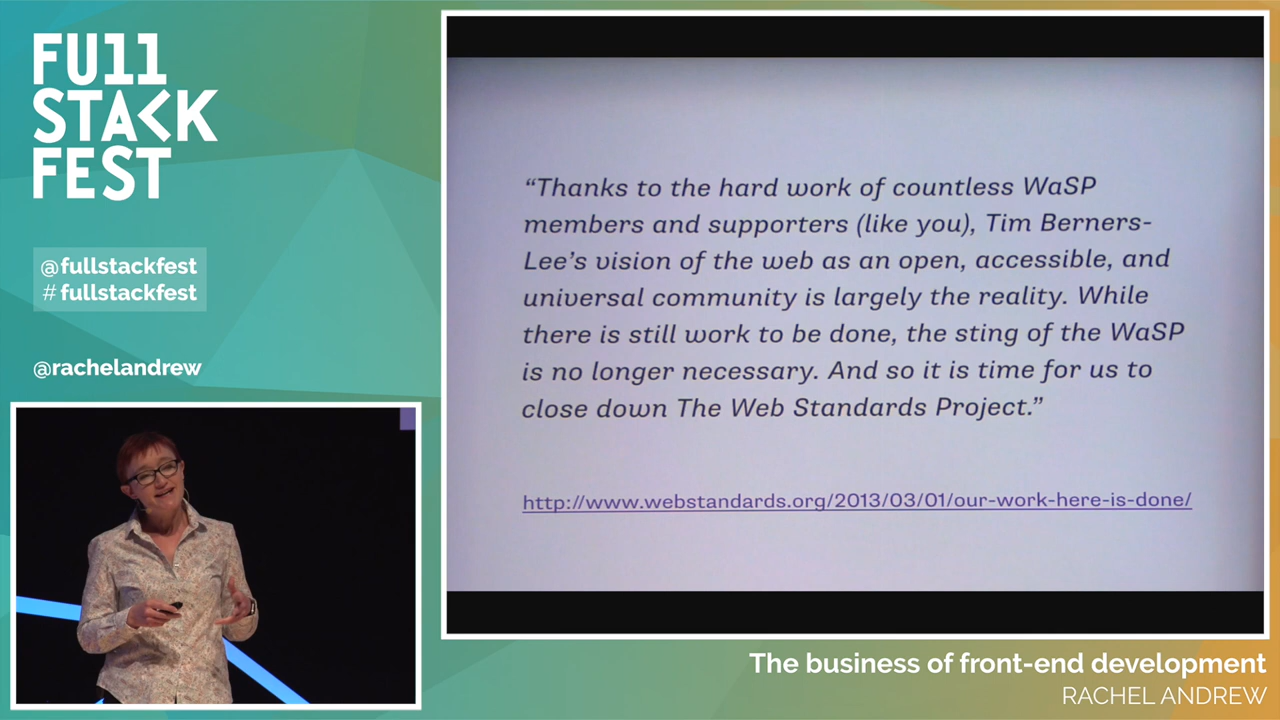 FU11
STACK
FEST
@fullstackfest
#fullstackfest
@rachelandrew
“Thanks to the hard work of countless WaSP
members and supporters (like you), Tim Berners-
Lee’s vision of the web as an open, accessible, and
universal community is largely the reality. While
there is still work to be done, the sting of the WaSP
is no longer necessary. And so it is time for us to
close down The Web Standards Project.”
http://www.webstandards.org/2013/03/01/our-work-here-is-done/
The business of front-end development
RACHEL ANDREW